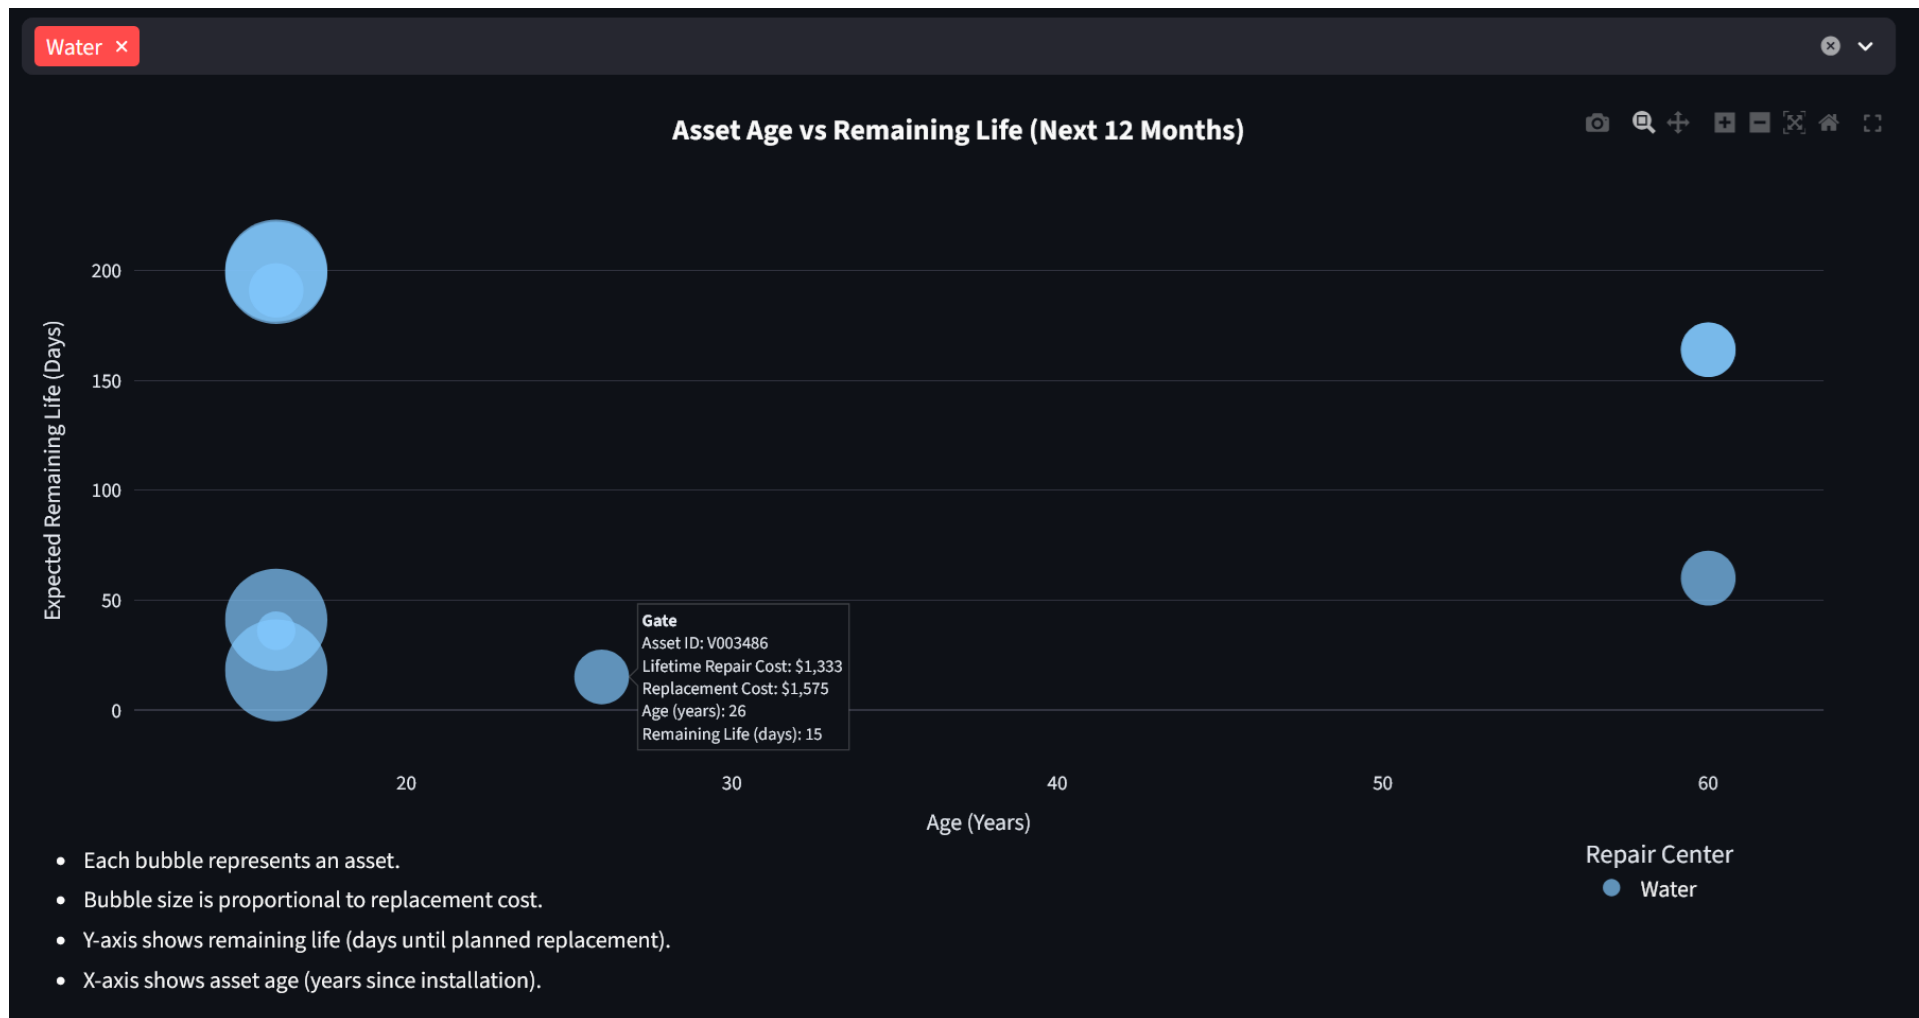 Water ×
Asset Age vs Remaining Life (Next 12 Months)
Expected Remaining Life (Days)
200
150
100
50
0
Gate
Asset ID: V003486
Lifetime Repair Cost: $1,333
Replacement Cost: $1,575
Age (years): 26
Remaining Life (days): 15
20 30 40 50 60
Age (Years)
Repair Center
Water
• Each bubble represents an asset.
• Bubble size is proportional to replacement cost.
• Y-axis shows remaining life (days until planned replacement).
• X-axis shows asset age (years since installation).